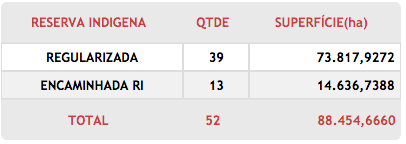 RESERVA INDIGENA QTDE SUPERFÍCIE(ha)
REGULARIZADA 39 73.817,9272
ENCAMINHADA RI 13 14.636,7388
TOTAL 52 88.454,6660